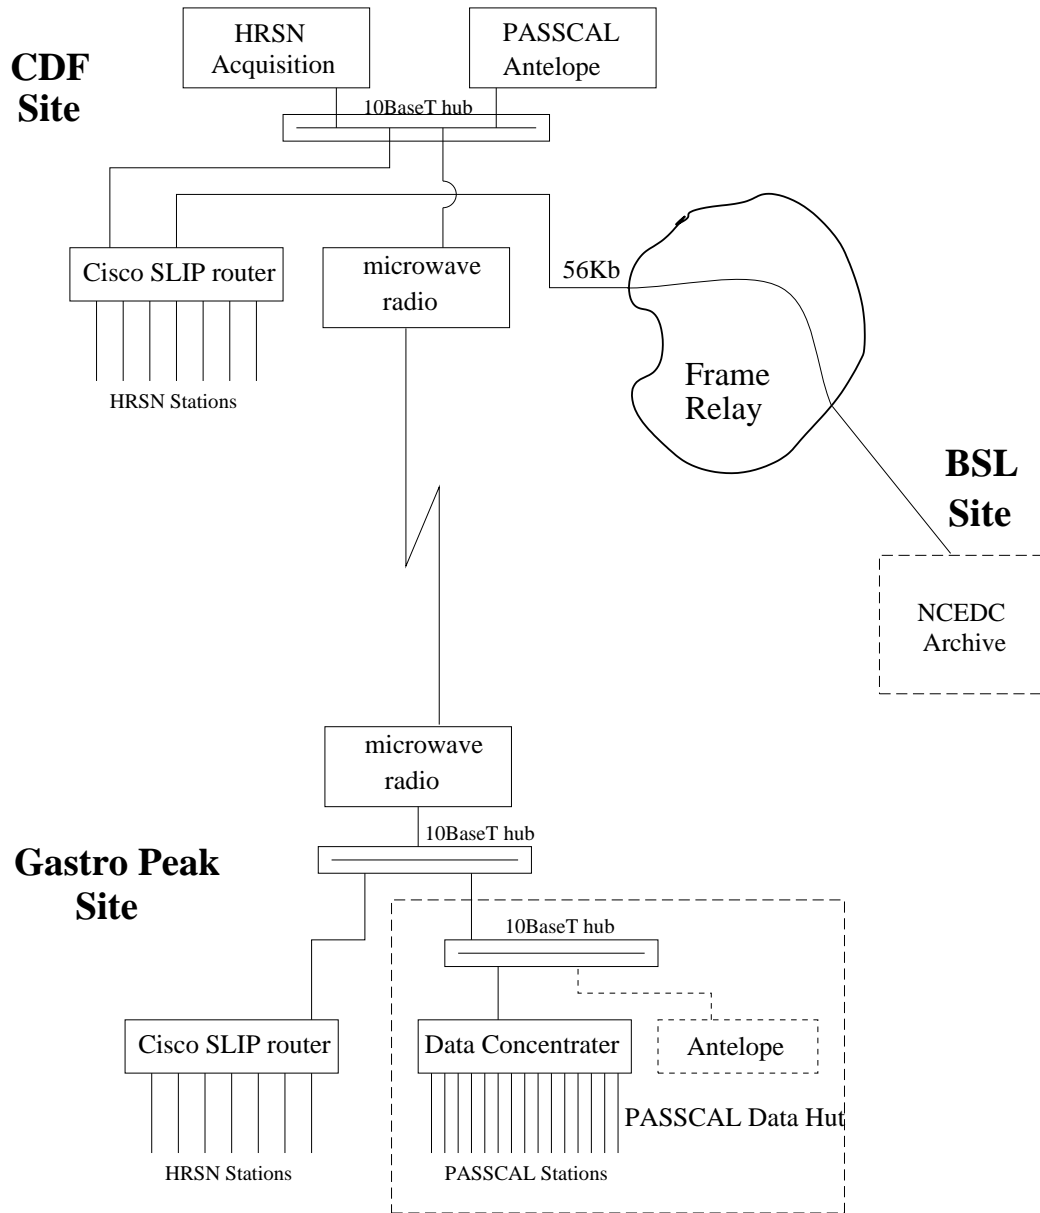 HRSN
Acquisition
PASSCAL
Antelope
CDF
Site
10BaseT hub
Cisco SLIP router
microwave
radio
56Kb
HRSN Stations
Frame
Relay
BSL
Site
NCEDC
Archive
microwave
radio
10BaseT hub
Gastro Peak
Site
10BaseT hub
Cisco SLIP router
Data Concentrater
Antelope
PASSCAL Data Hut
HRSN Stations
PASSCAL Stations